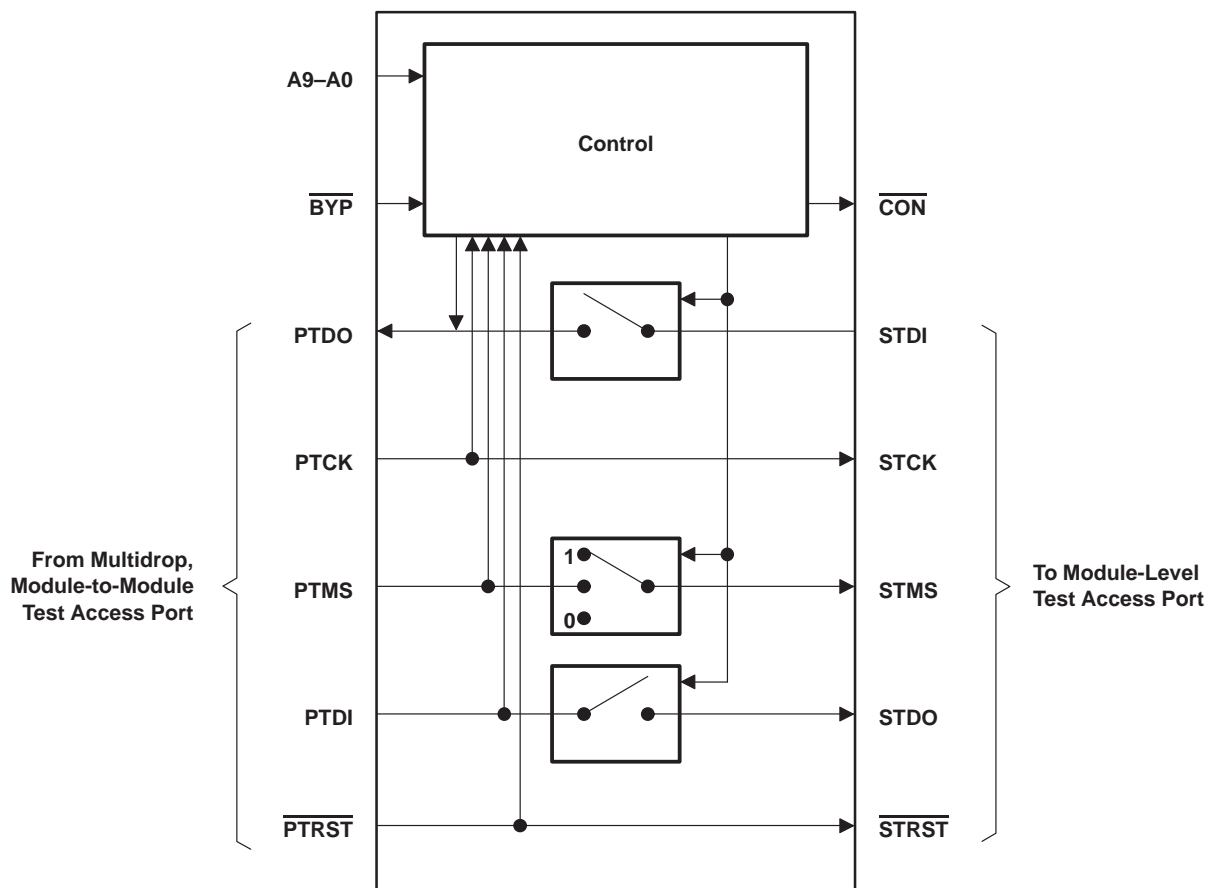 A9–A0
Control
BYP
CON
PTDO
STDI
PTCK
STCK
From Multidrop,
Module-to-Module
Test Access Port
1
PTMS
0
STMS
To Module-Level
Test Access Port
PTDI
STDO
PTRST
STRST